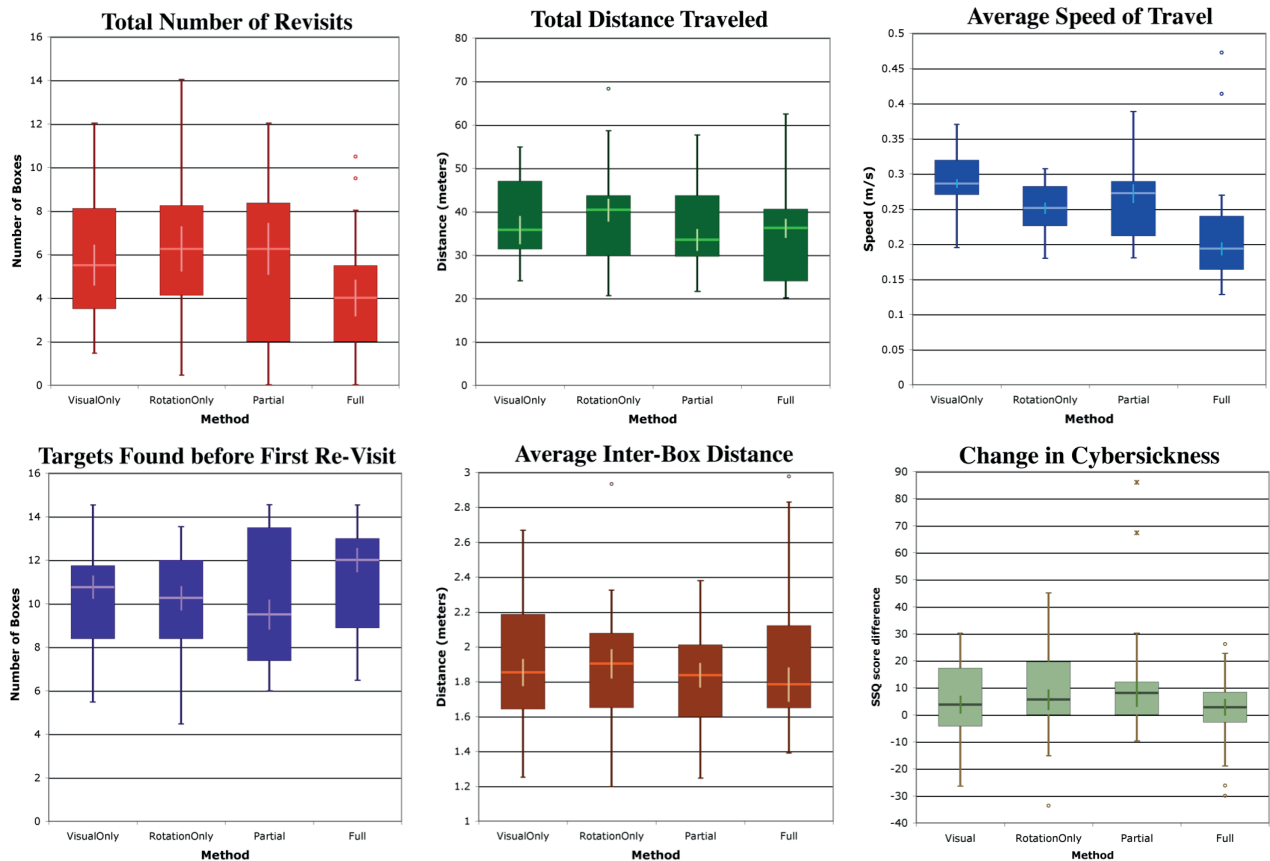 Total Number of Revisits
16
14
12
10
8
6
4
2
0
Number of Boxes
VisualOnly RotationOnly Partial Full
Method
Total Distance Traveled
80
70
60
50
40
30
20
10
0
Distance (meters)
VisualOnly RotationOnly Partial Full
Method
Average Speed of Travel
0.5
0.45
0.4
0.35
0.3
0.25
0.2
0.15
0.1
0.05
0
Speed (m/s)
VisualOnly RotationOnly Partial Full
Method
Targets Found before First Re-Visit
16
14
12
10
8
6
4
2
0
Number of Boxes
VisualOnly RotationOnly Partial Full
Method
Average Inter-Box Distance
3
2.8
2.6
2.4
2.2
2
1.8
1.6
1.4
1.2
1
Distance (meters)
VisualOnly RotationOnly Partial Full
Method
Change in Cybersickness
90
80
70
60
50
40
30
20
10
0
-10
-20
-30
-40
SSQ score difference
Visual RotationOnly Partial Full
Method